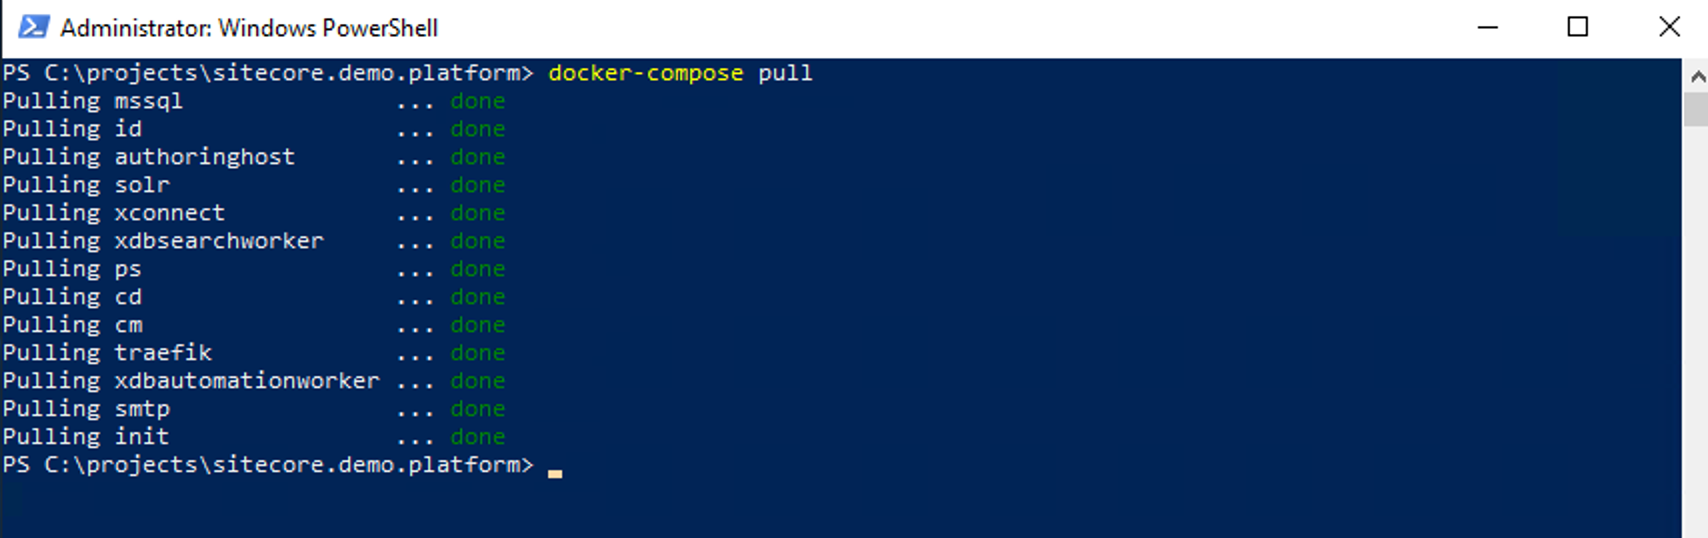 Administrator: Windows PowerShell
PS C:\projects\sitecore.demo.platform> docker-compose pull
Pulling mssql ... done
Pulling id ... done
Pulling authoringhost ... done
Pulling solr ... done
Pulling xconnect ... done
Pulling xdbsearchworker ... done
Pulling ps ... done
Pulling cd ... done
Pulling cm ... done
Pulling traefik ... done
Pulling xdbautomationworker ... done
Pulling smtp ... done
Pulling init ... done
PS C:\projects\sitecore.demo.platform>